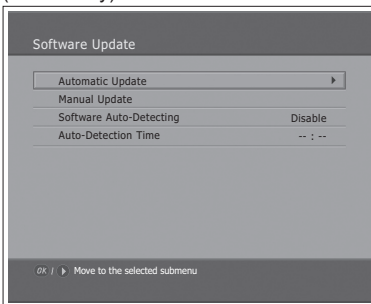 Software Update
Automatic Update
Manual Update
Software Auto-Detecting Disable
Auto-Detection Time -- : --
OK / Move to the selected submenu